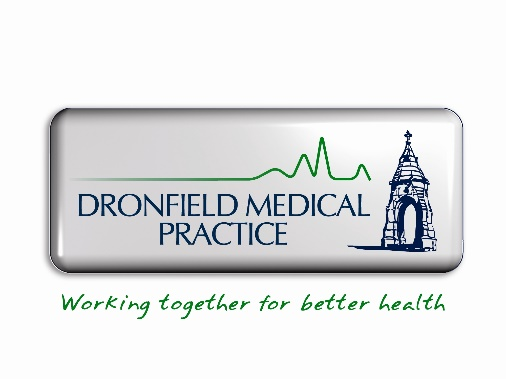 DRONFIELD MEDICAL
PRACTICE
Working together for better health